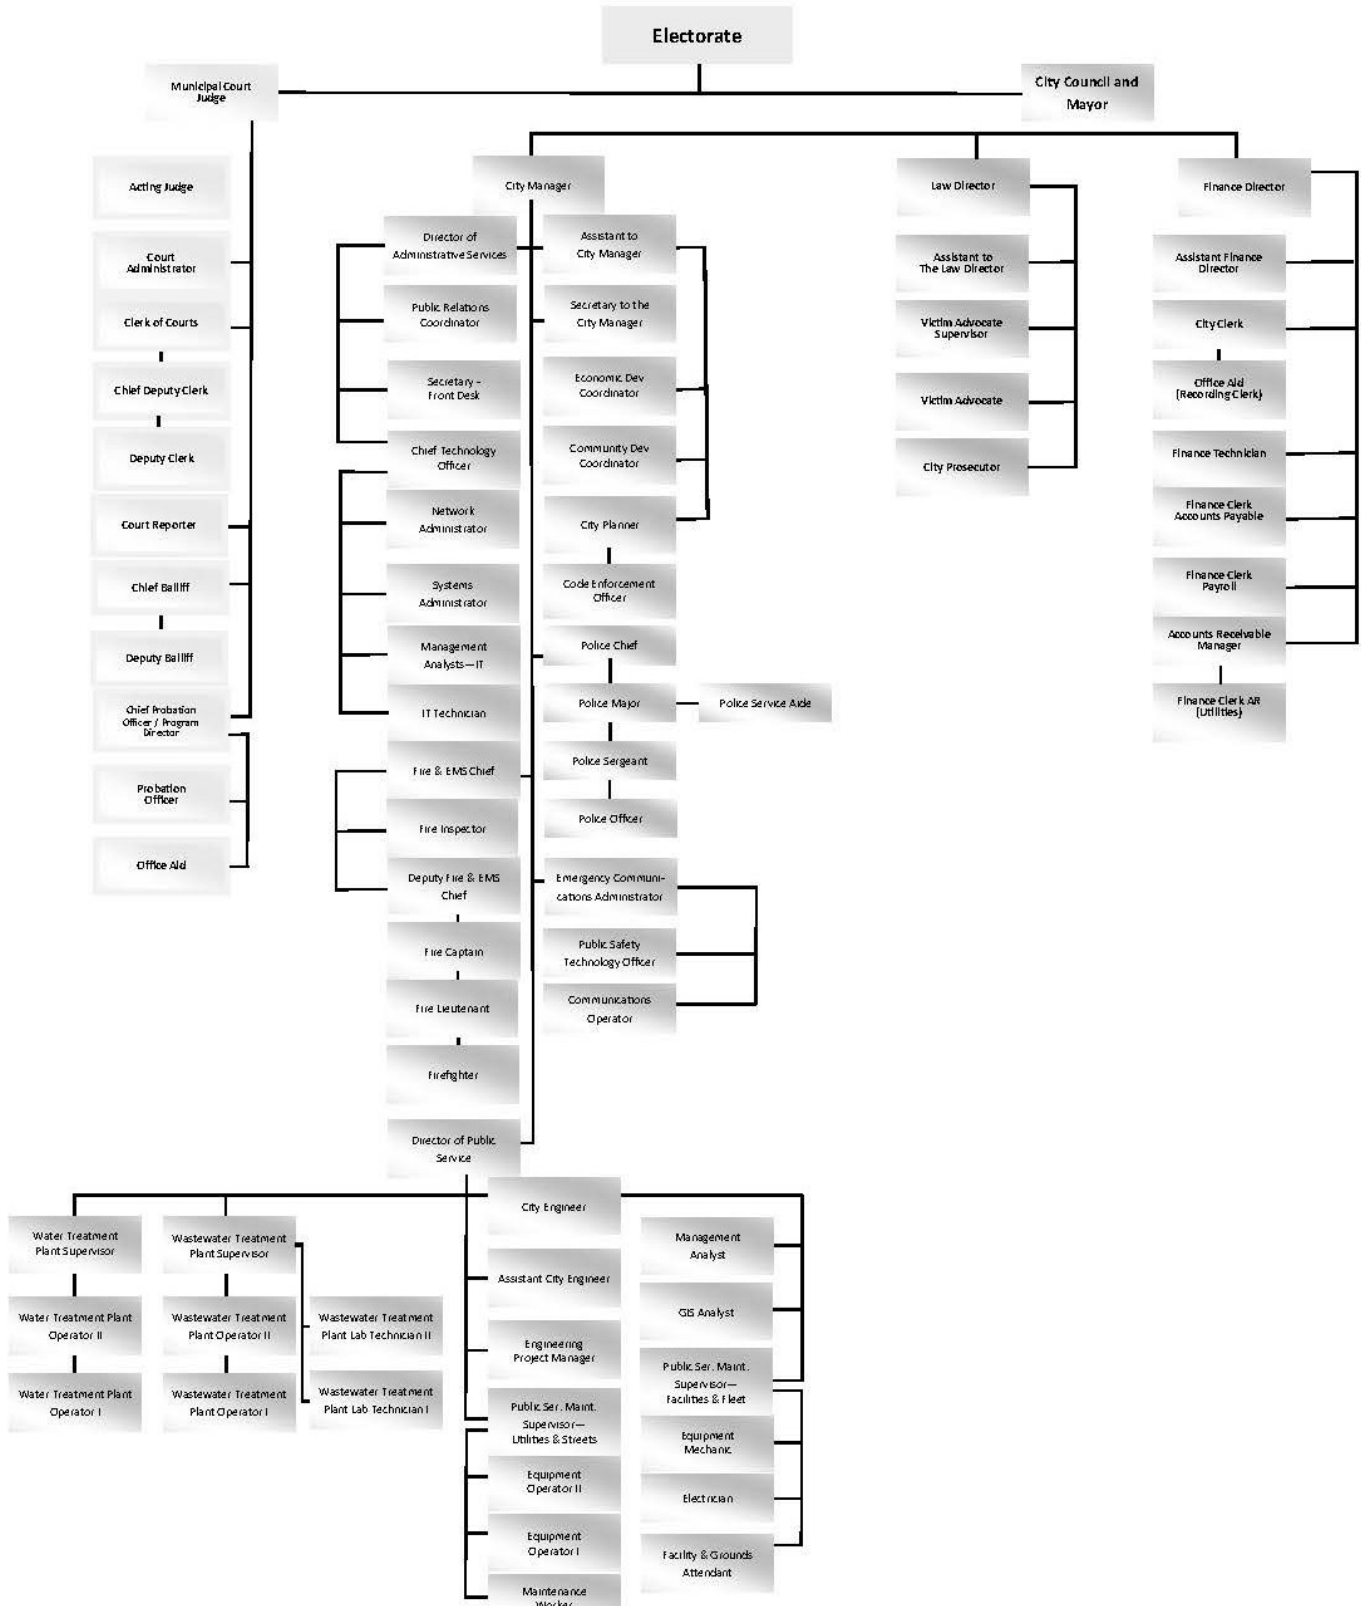 Electorate
Municipal Court
Judge
City Council and
Mayor
Acting Judge
Court
Administrator
Clerk of Courts
Chief Deputy Clerk
Deputy Clerk
Court Reporter
Chief Bailiff
Deputy Bailiff
Chief Probation
Officer / Program
Director
Probation
Officer
Office Aid
City Manager
Director of
Administrative Services
Public Relations
Coordinator
Secretary -
Front Desk
Chief Technology
Officer
Network
Administrator
Systems
Administrator
Management
Analysts—IT
IT Technician
Fire & EMS Chief
Fire Inspector
Deputy Fire & EMS
Chief
Fire Captain
Fire Lieutenant
Firefighter
Director of Public
Service
Assistant to
City Manager
Secretary to the
City Manager
Economic Dev
Coordinator
Community Dev
Coordinator
City Planner
Code Enforcement
Officer
Police Chief
Police Major
Police Service Aide
Police Sergeant
Police Officer
Emergency Communi-
cations Administrator
Public Safety
Technology Officer
Communications
Operator
Law Director
Assistant to
The Law Director
Victim Advocate
Supervisor
Victim Advocate
City Prosecutor
Finance Director
Assistant Finance
Director
City Clerk
Office Aid
(Recording Clerk)
Finance Technician
Finance Clerk
Accounts Payable
Finance Clerk
Payroll
Accounts Receivable
Manager
Finance Clerk AR
(Utilities)
Water Treatment
Plant Supervisor
Water Treatment Plant
Operator II
Water Treatment Plant
Operator I
Wastewater Treatment
Plant Supervisor
Wastewater Treatment
Plant Operator II
Wastewater Treatment
Plant Operator I
Wastewater Treatment
Plant Lab Technician II
Wastewater Treatment
Plant Lab Technician I
City Engineer
Assistant City Engineer
Engineering
Project Manager
Public Ser. Maint.
Supervisor—
Utilities & Streets
Equipment
Operator II
Equipment
Operator I
Maintenance
Worker
Management
Analyst
GIS Analyst
Public Ser. Maint.
Supervisor—
Facilities & Fleet
Equipment
Mechanic
Electrician
Facility & Grounds
Attendant